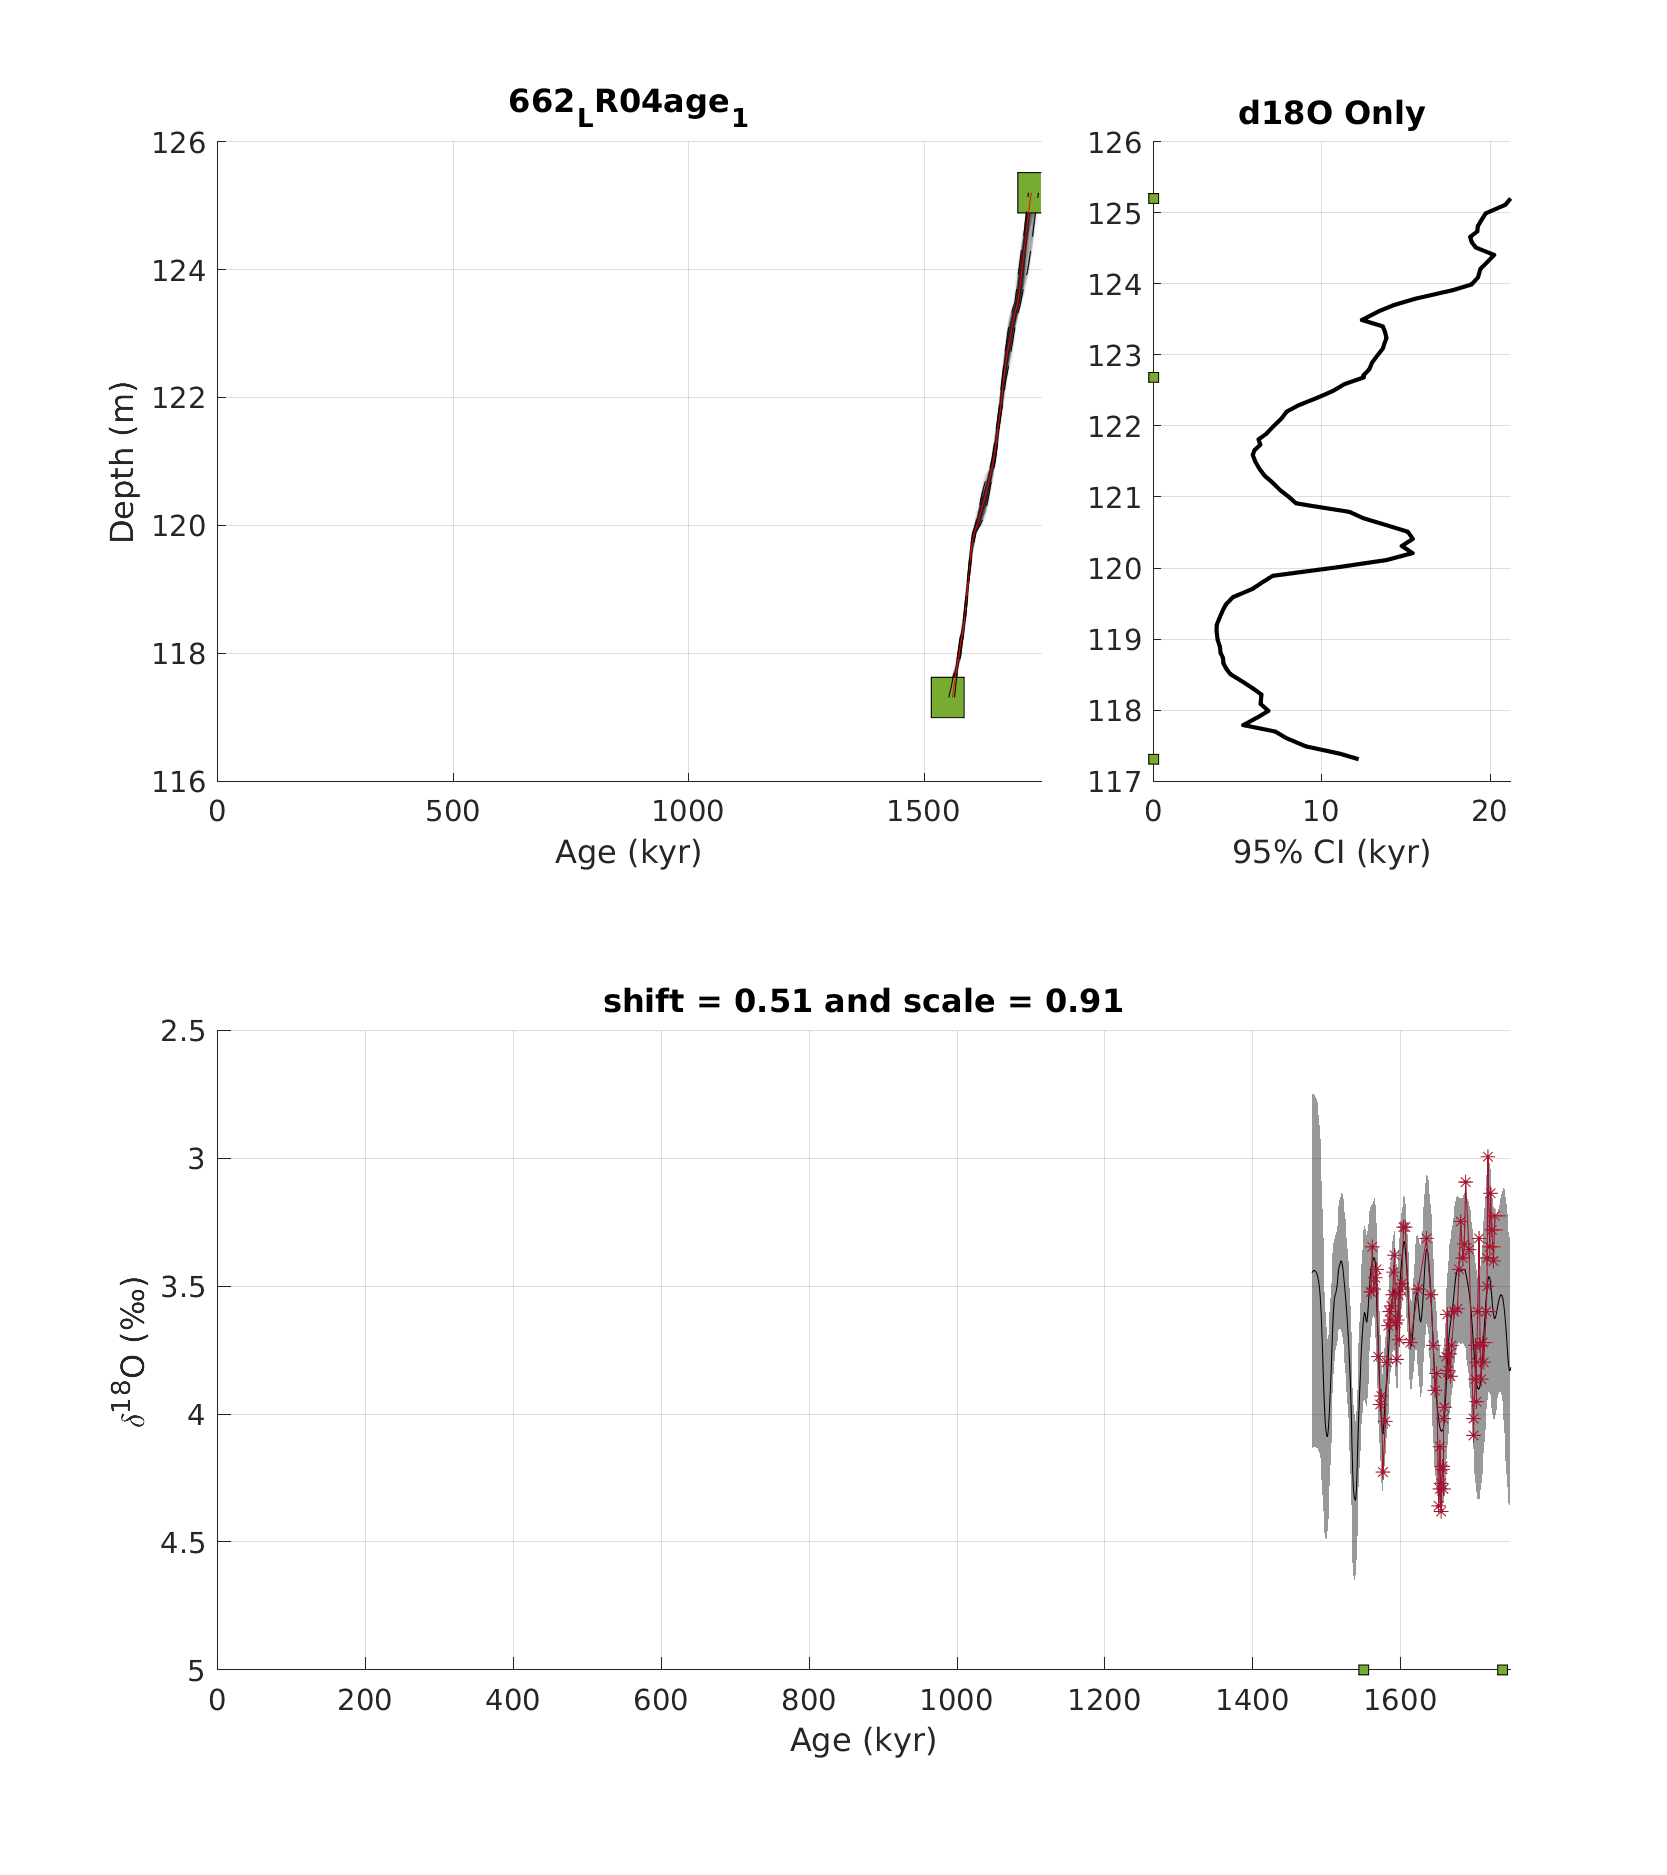 662LR04age1
126
124
122
120
118
116
Depth (m)
0 500 1000 1500
Age (kyr)
d18O Only
126
125
124
123
122
121
120
119
118
117
0 10 20
95% CI (kyr)
shift = 0.51 and scale = 0.91
2.5
3
3.5
4
4.5
5
δ18O (‰)
0 200 400 600 800 1000 1200 1400 1600
Age (kyr)